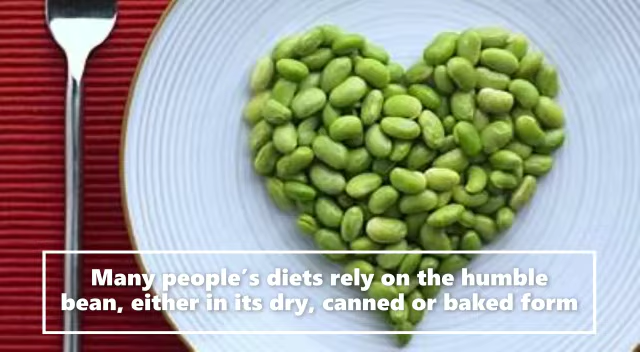 Many people´s diets rely on the humble
bean, either in its dry, canned or baked form